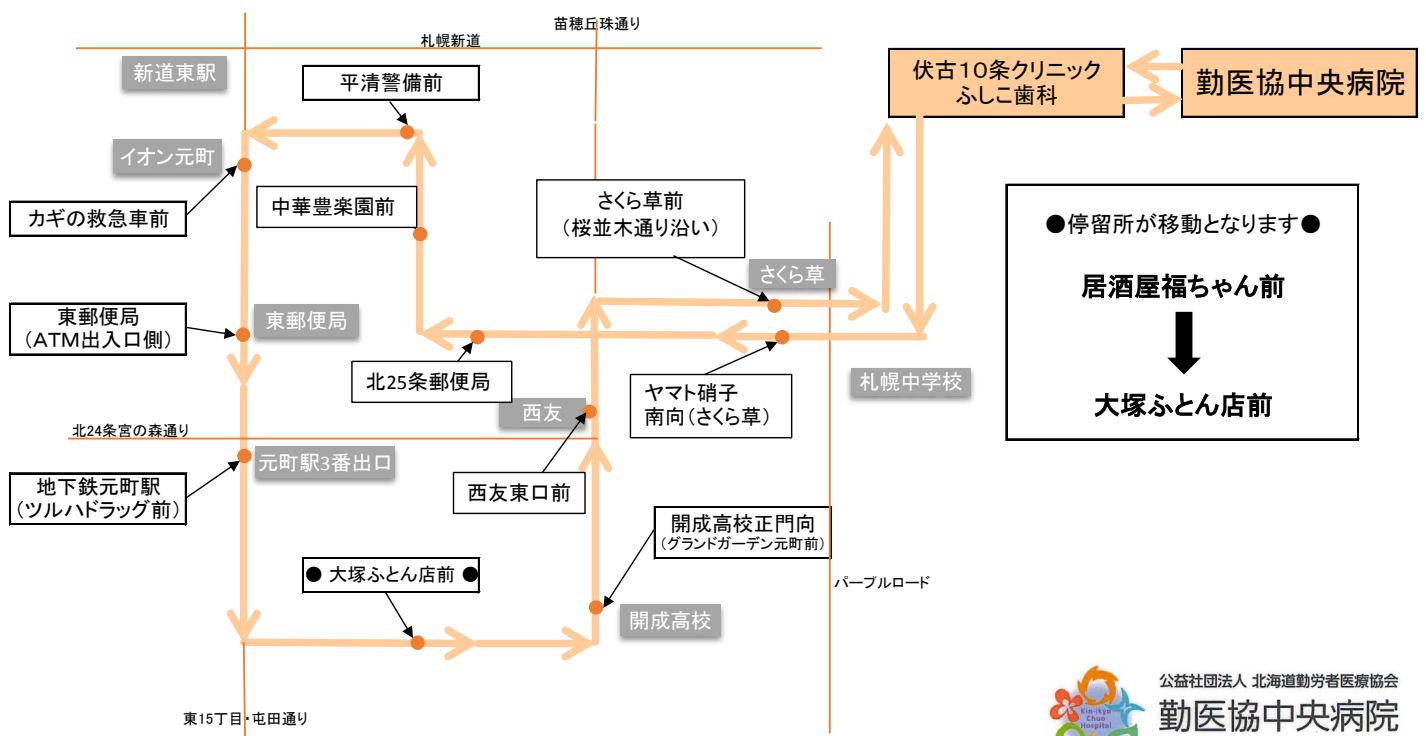 苗穂丘珠通り
札幌新道
新道東駅
平清警備前
伏古10条クリニック
ふしこ歯科
勤医協中央病院
イオン元町
カギの救急車前
中華豊楽園前
さくら草前
(桜並木通り沿い)
さくら草
●停留所が移動となります●
居酒屋福ちゃん前
大塚ふとん店前
東郵便局
(ATM出入口側)
東郵便局
北25条郵便局
西友
ヤマト硝子
南向(さくら草)
札幌中学校
北24条宮の森通り
元町駅3番出口
地下鉄元町駅
(ツルハドラッグ前)
西友東口前
開成高校正門向
(グランドガーデン元町前)
● 大塚ふとん店前 ●
パープルロード
開成高校
東15丁目・屯田通り
公益社団法人 北海道勤労者医療協会
勤医協中央病院
Kin-ikyo
Chuo
Hospital